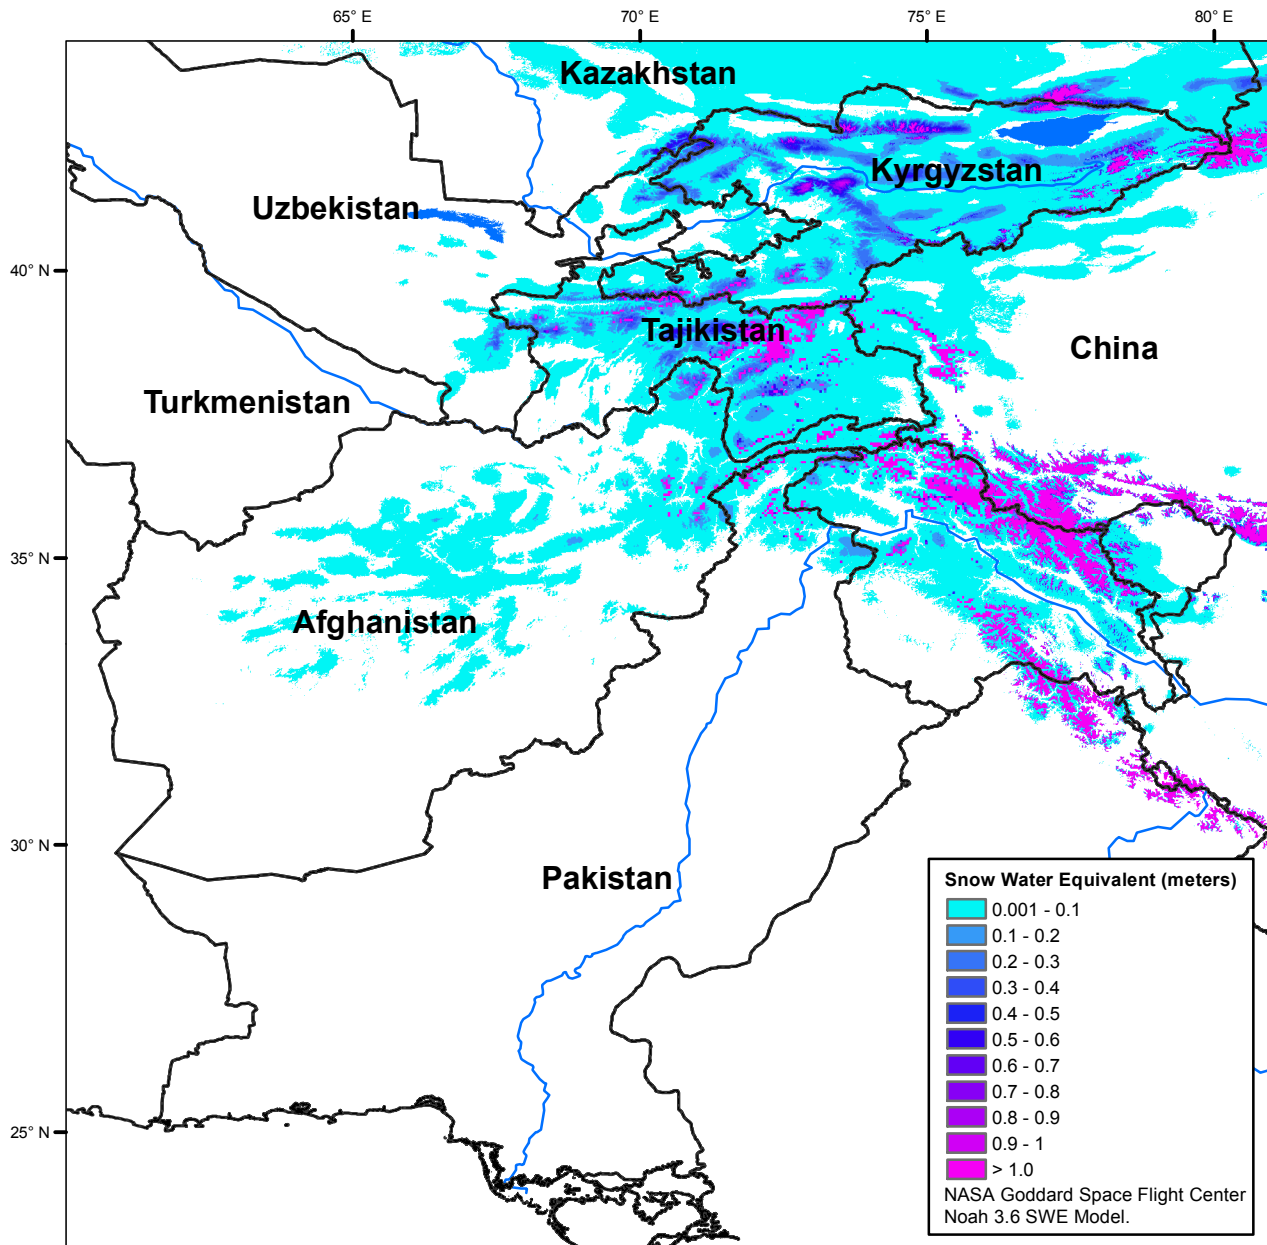 65° E
70° E
75° E
80° E
Kazakhstan
Kyrgyzstan
Uzbekistan
40° N
Tajikistan
China
Turkmenistan
35° N
Afghanistan
30° N
Pakistan
Snow Water Equivalent (meters)
0.001 - 0.1
0.1 - 0.2
0.2 - 0.3
0.3 - 0.4
0.4 - 0.5
0.5 - 0.6
0.6 - 0.7
0.7 - 0.8
0.8 - 0.9
0.9 - 1
> 1.0
NASA Goddard Space Flight Center
Noah 3.6 SWE Model.
25° N